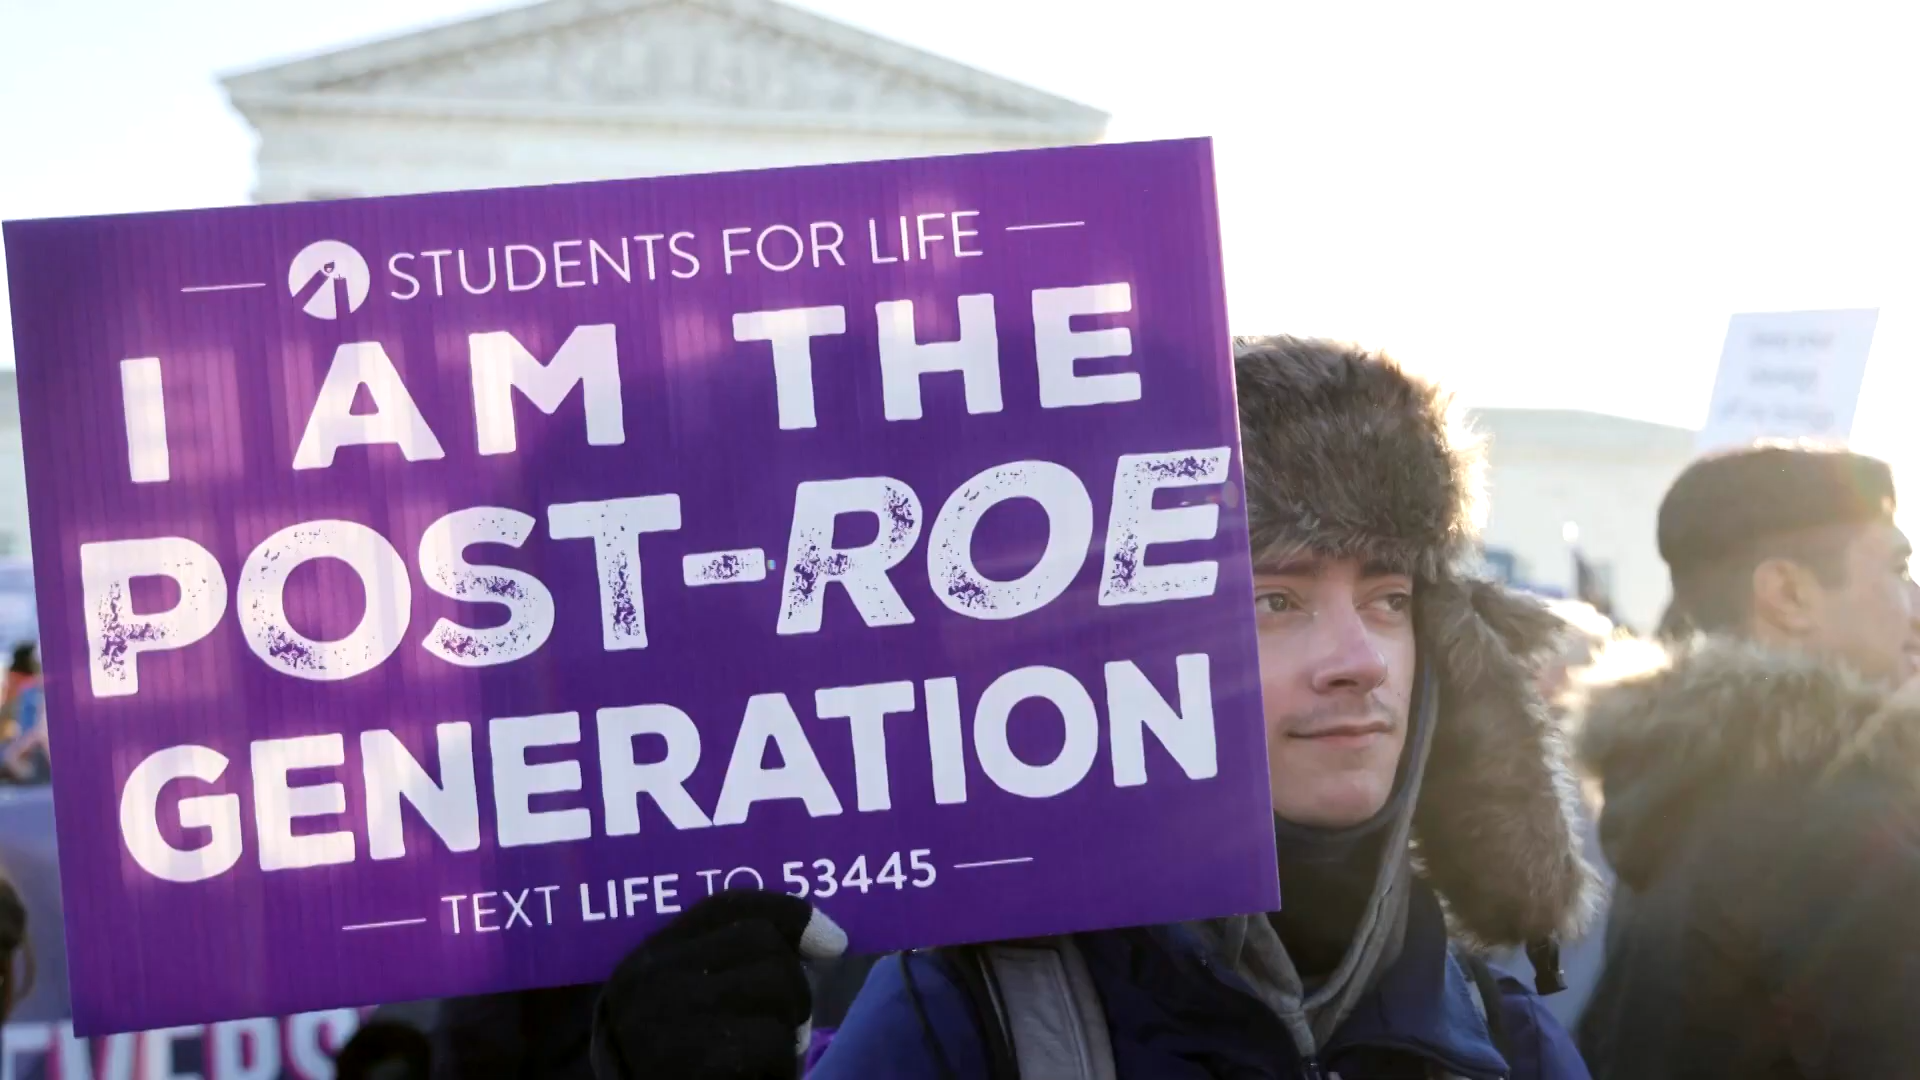 STUDENTS FOR LIFE
I AM THE
POST-ROE
GENERATION
TEXT LIFE TO 53445